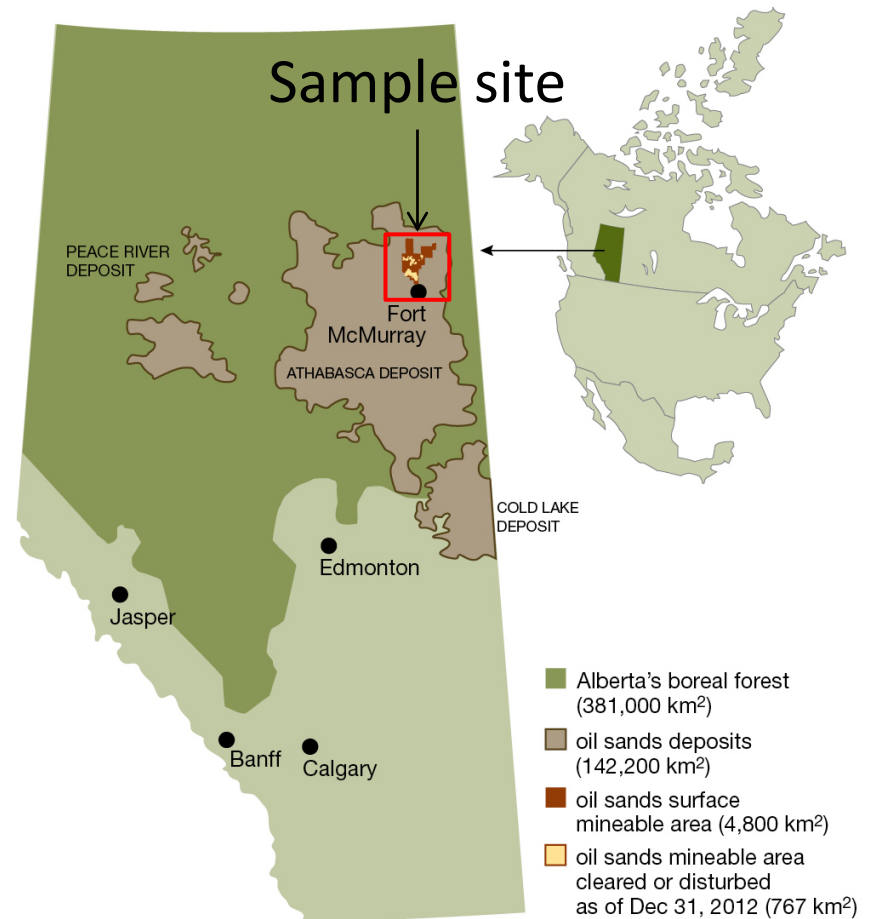 Sample site
PEACE RIVER
DEPOSIT
Fort
McMurray
ATHABASCA DEPOSIT
COLD LAKE
DEPOSIT
Edmonton
Jasper
Banff
Calgary
Alberta's boreal forest
(381,000 km²)
oil sands deposits
(142,200 km²)
oil sands surface
mineable area (4,800 km²)
oil sands mineable area
cleared or disturbed
as of Dec 31, 2012 (767 km²)